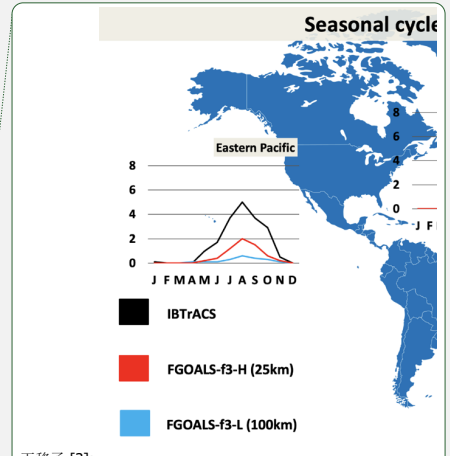 Seasonal cycle
Eastern Pacific
8
6
4
2
0
J F M A M J J A S O N D
8
6
4
2
0
J F
IBTrACS
FGOALS-f3-H (25km)
FGOALS-f3-L (100km)